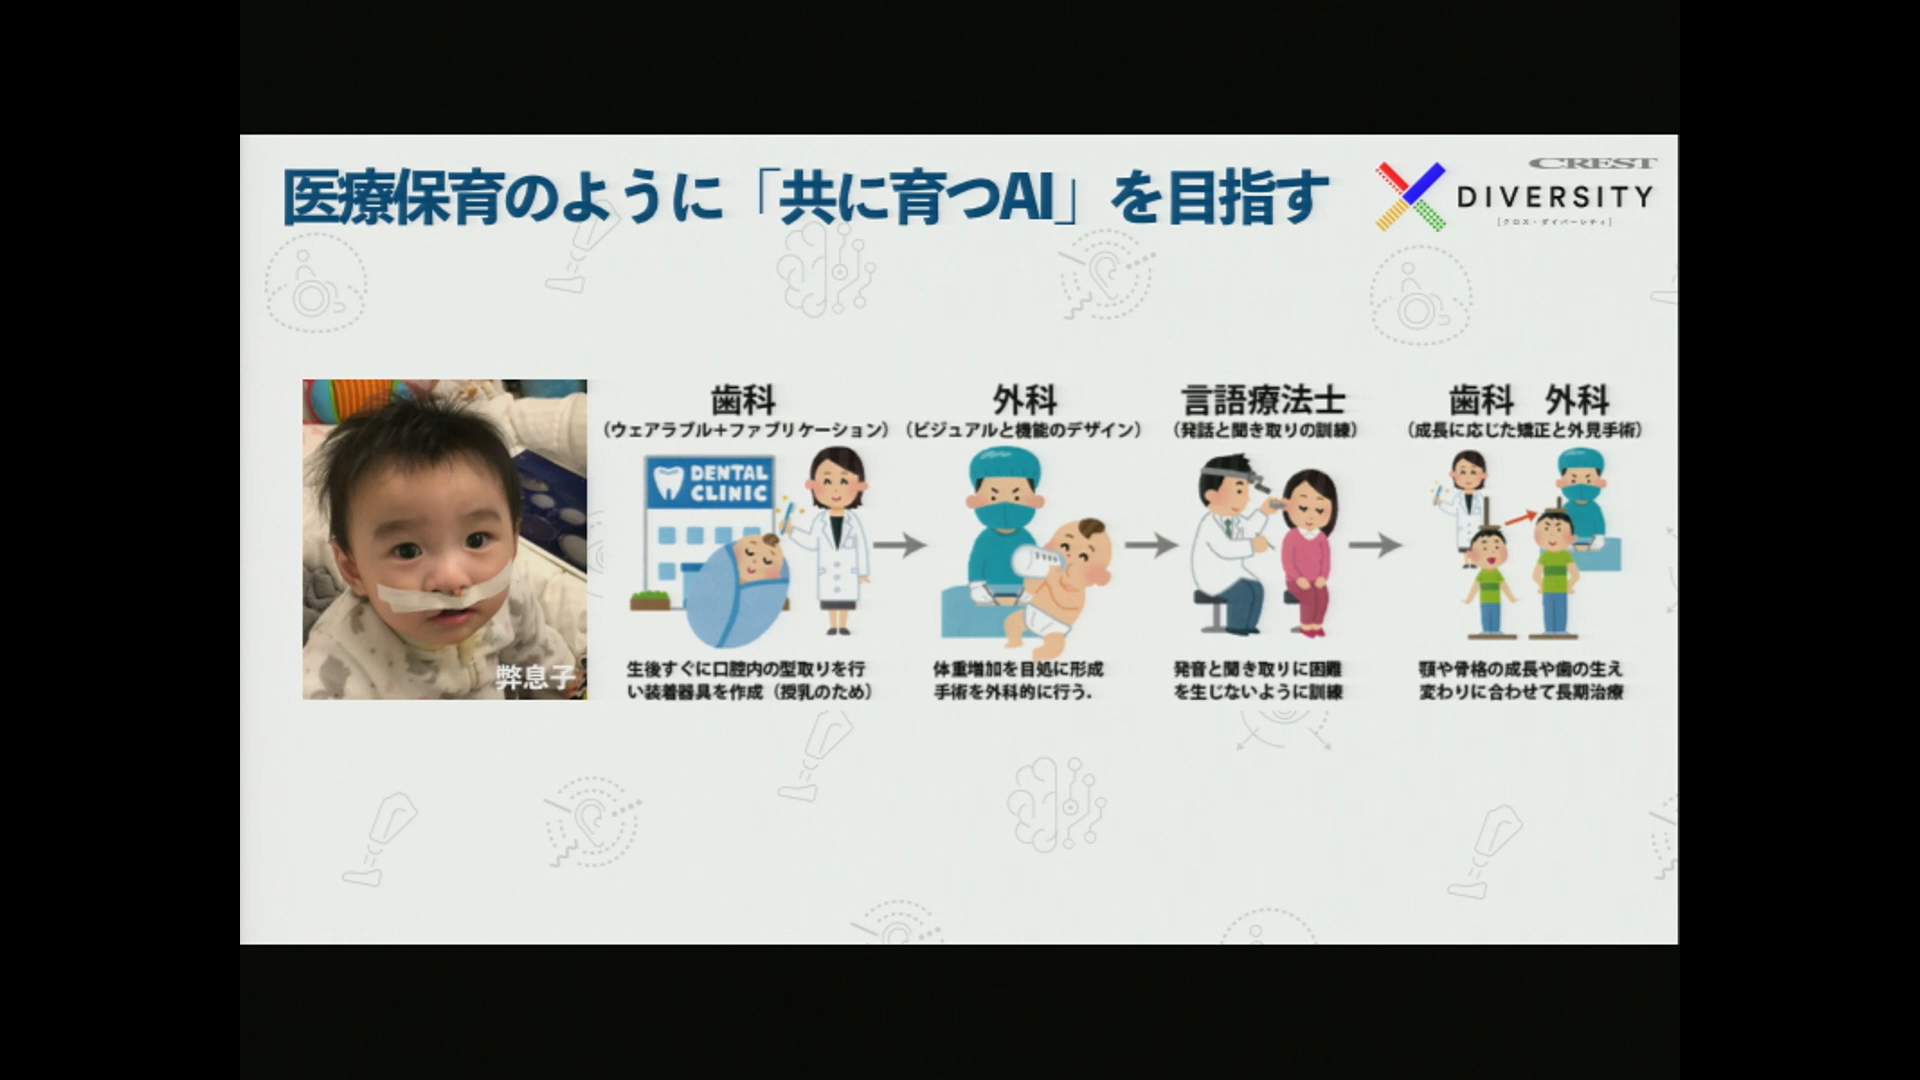 医療保育のように「共に育つAI」を目指す
CREST
DIVERSITY
[クロス・ダイバーシティ]
歯科
（ウェアラブル＋ファブリケーション）
DENTAL
CLINIC
生後すぐに口腔内の型取りを行
い装着器具を作成（授乳のため）
外科
（ビジュアルと機能のデザイン）
体重増加を目処に形成
手術を外科的に行う．
言語療法士
（発話と聞き取りの訓練）
発音と聞き取りに困難
を生じないように訓練
歯科　外科
（成長に応じた矯正と外見手術）
顎や骨格の成長や歯の生え
変わりに合わせて長期治療
弊息子